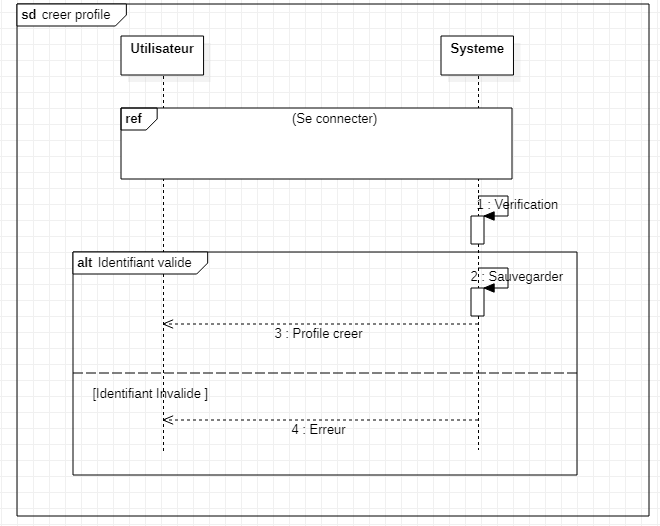 sd creer profile
Utilisateur
Systeme
ref
(Se connecter)
1 : Verification
alt Identifiant valide
2 : Sauvegarder
3 : Profile creer
[Identifiant Invalide ]
4 : Erreur